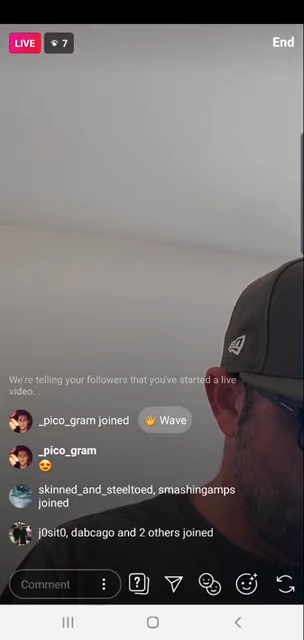 LIVE
7
End
We're telling your followers that you've started a live
video.
_pico_gram joined
👋 Wave
_pico_gram
😍
skinned_and_steeltoed, smashingamps
joined
j0sit0, dabcago and 2 others joined
Comment